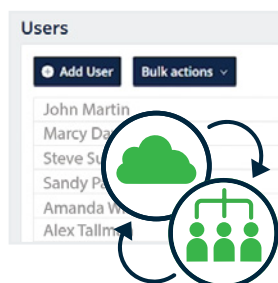 Users
Add User Bulk actions
John Martin
Marcy
Steve
Sandy
Amanda
Alex